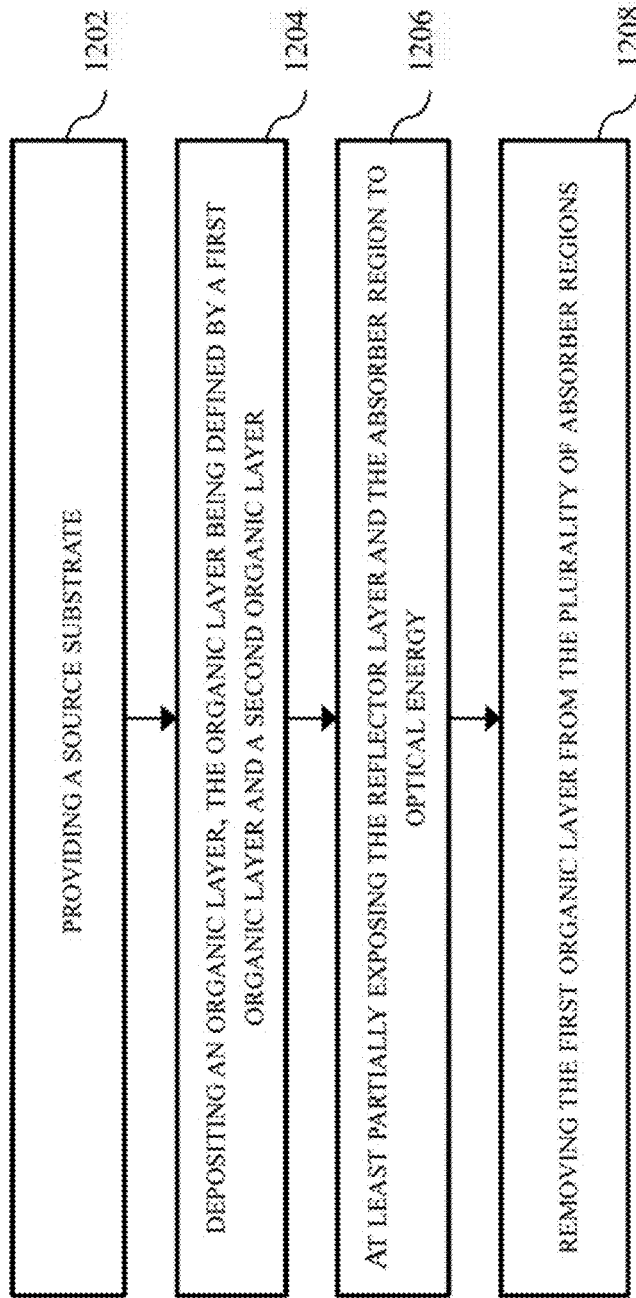 PROVIDING A SOURCE SUBSTRATE
1202
DEPOSITING AN ORGANIC LAYER, THE ORGANIC LAYER BEING DEFINED BY A FIRST
ORGANIC LAYER AND A SECOND ORGANIC LAYER
1204
AT LEAST PARTIALLY EXPOSING THE REFLECTOR LAYER AND THE ABSORBER REGION TO
OPTICAL ENERGY
1206
REMOVING THE FIRST ORGANIC LAYER FROM THE PLURALITY OF ABSORBER REGIONS
1208